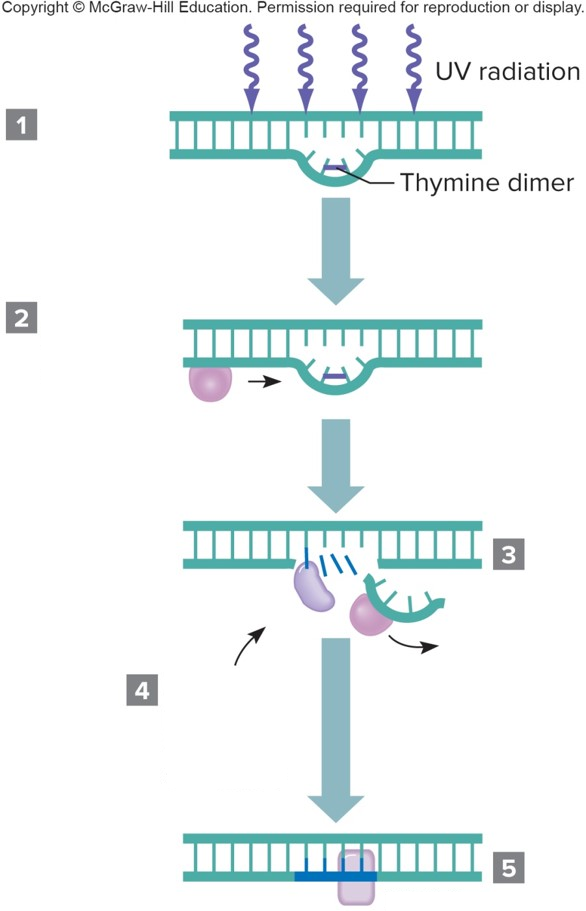 Copyright © McGraw-Hill Education. Permission required for reproduction or display.
UV radiation
1
Thymine dimer
2
3
4
5